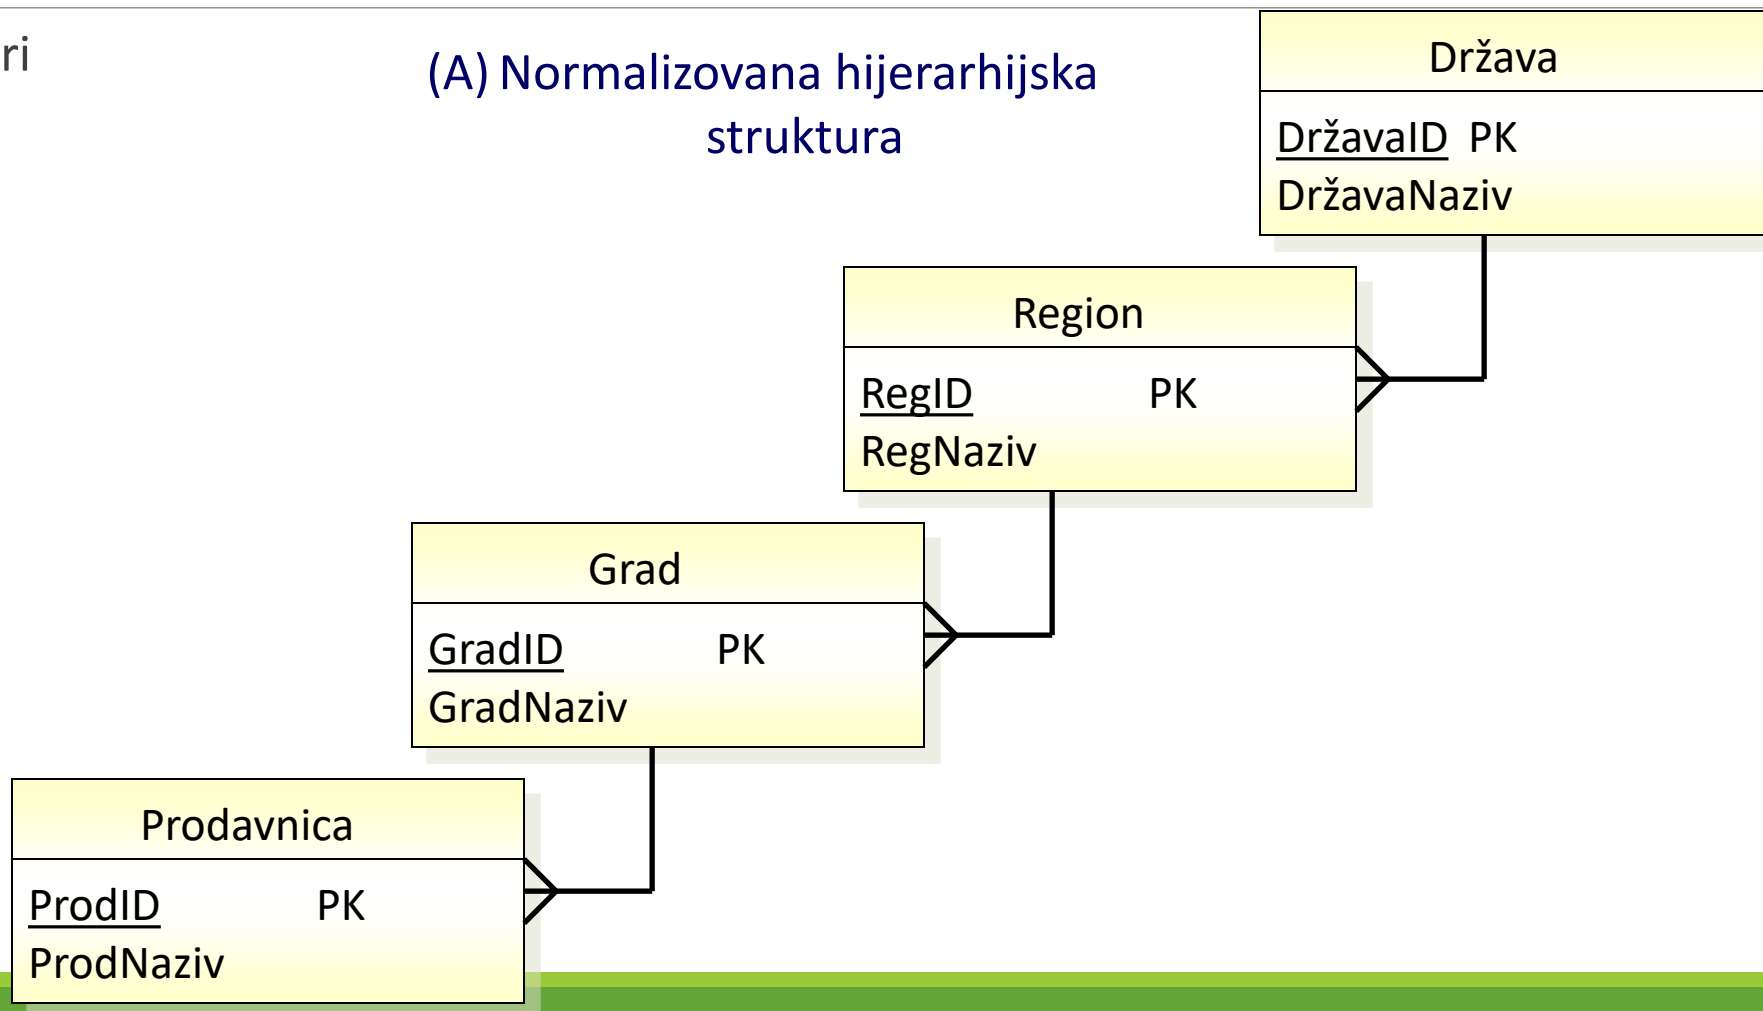 ri
(A) Normalizovana hijerarhijska
struktura
Država
DržavaID PK
DržavaNaziv
Region
RegID PK
RegNaziv
Grad
GradID PK
GradNaziv
Prodavnica
ProdID PK
ProdNaziv